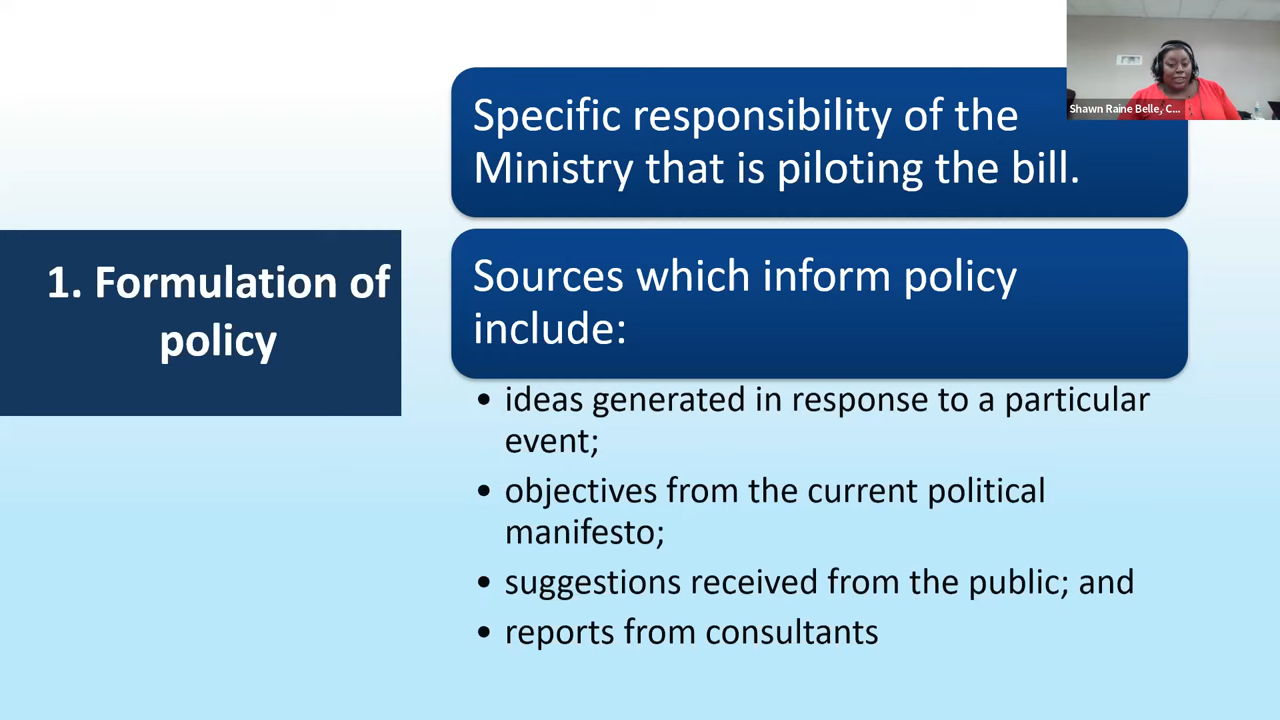 Specific responsibility of the
Ministry that is piloting the bill.
Shawn Raine Belle, C...
1. Formulation of
policy
Sources which inform policy
include:
• ideas generated in response to a particular
event;
• objectives from the current political
manifesto;
• suggestions received from the public; and
• reports from consultants